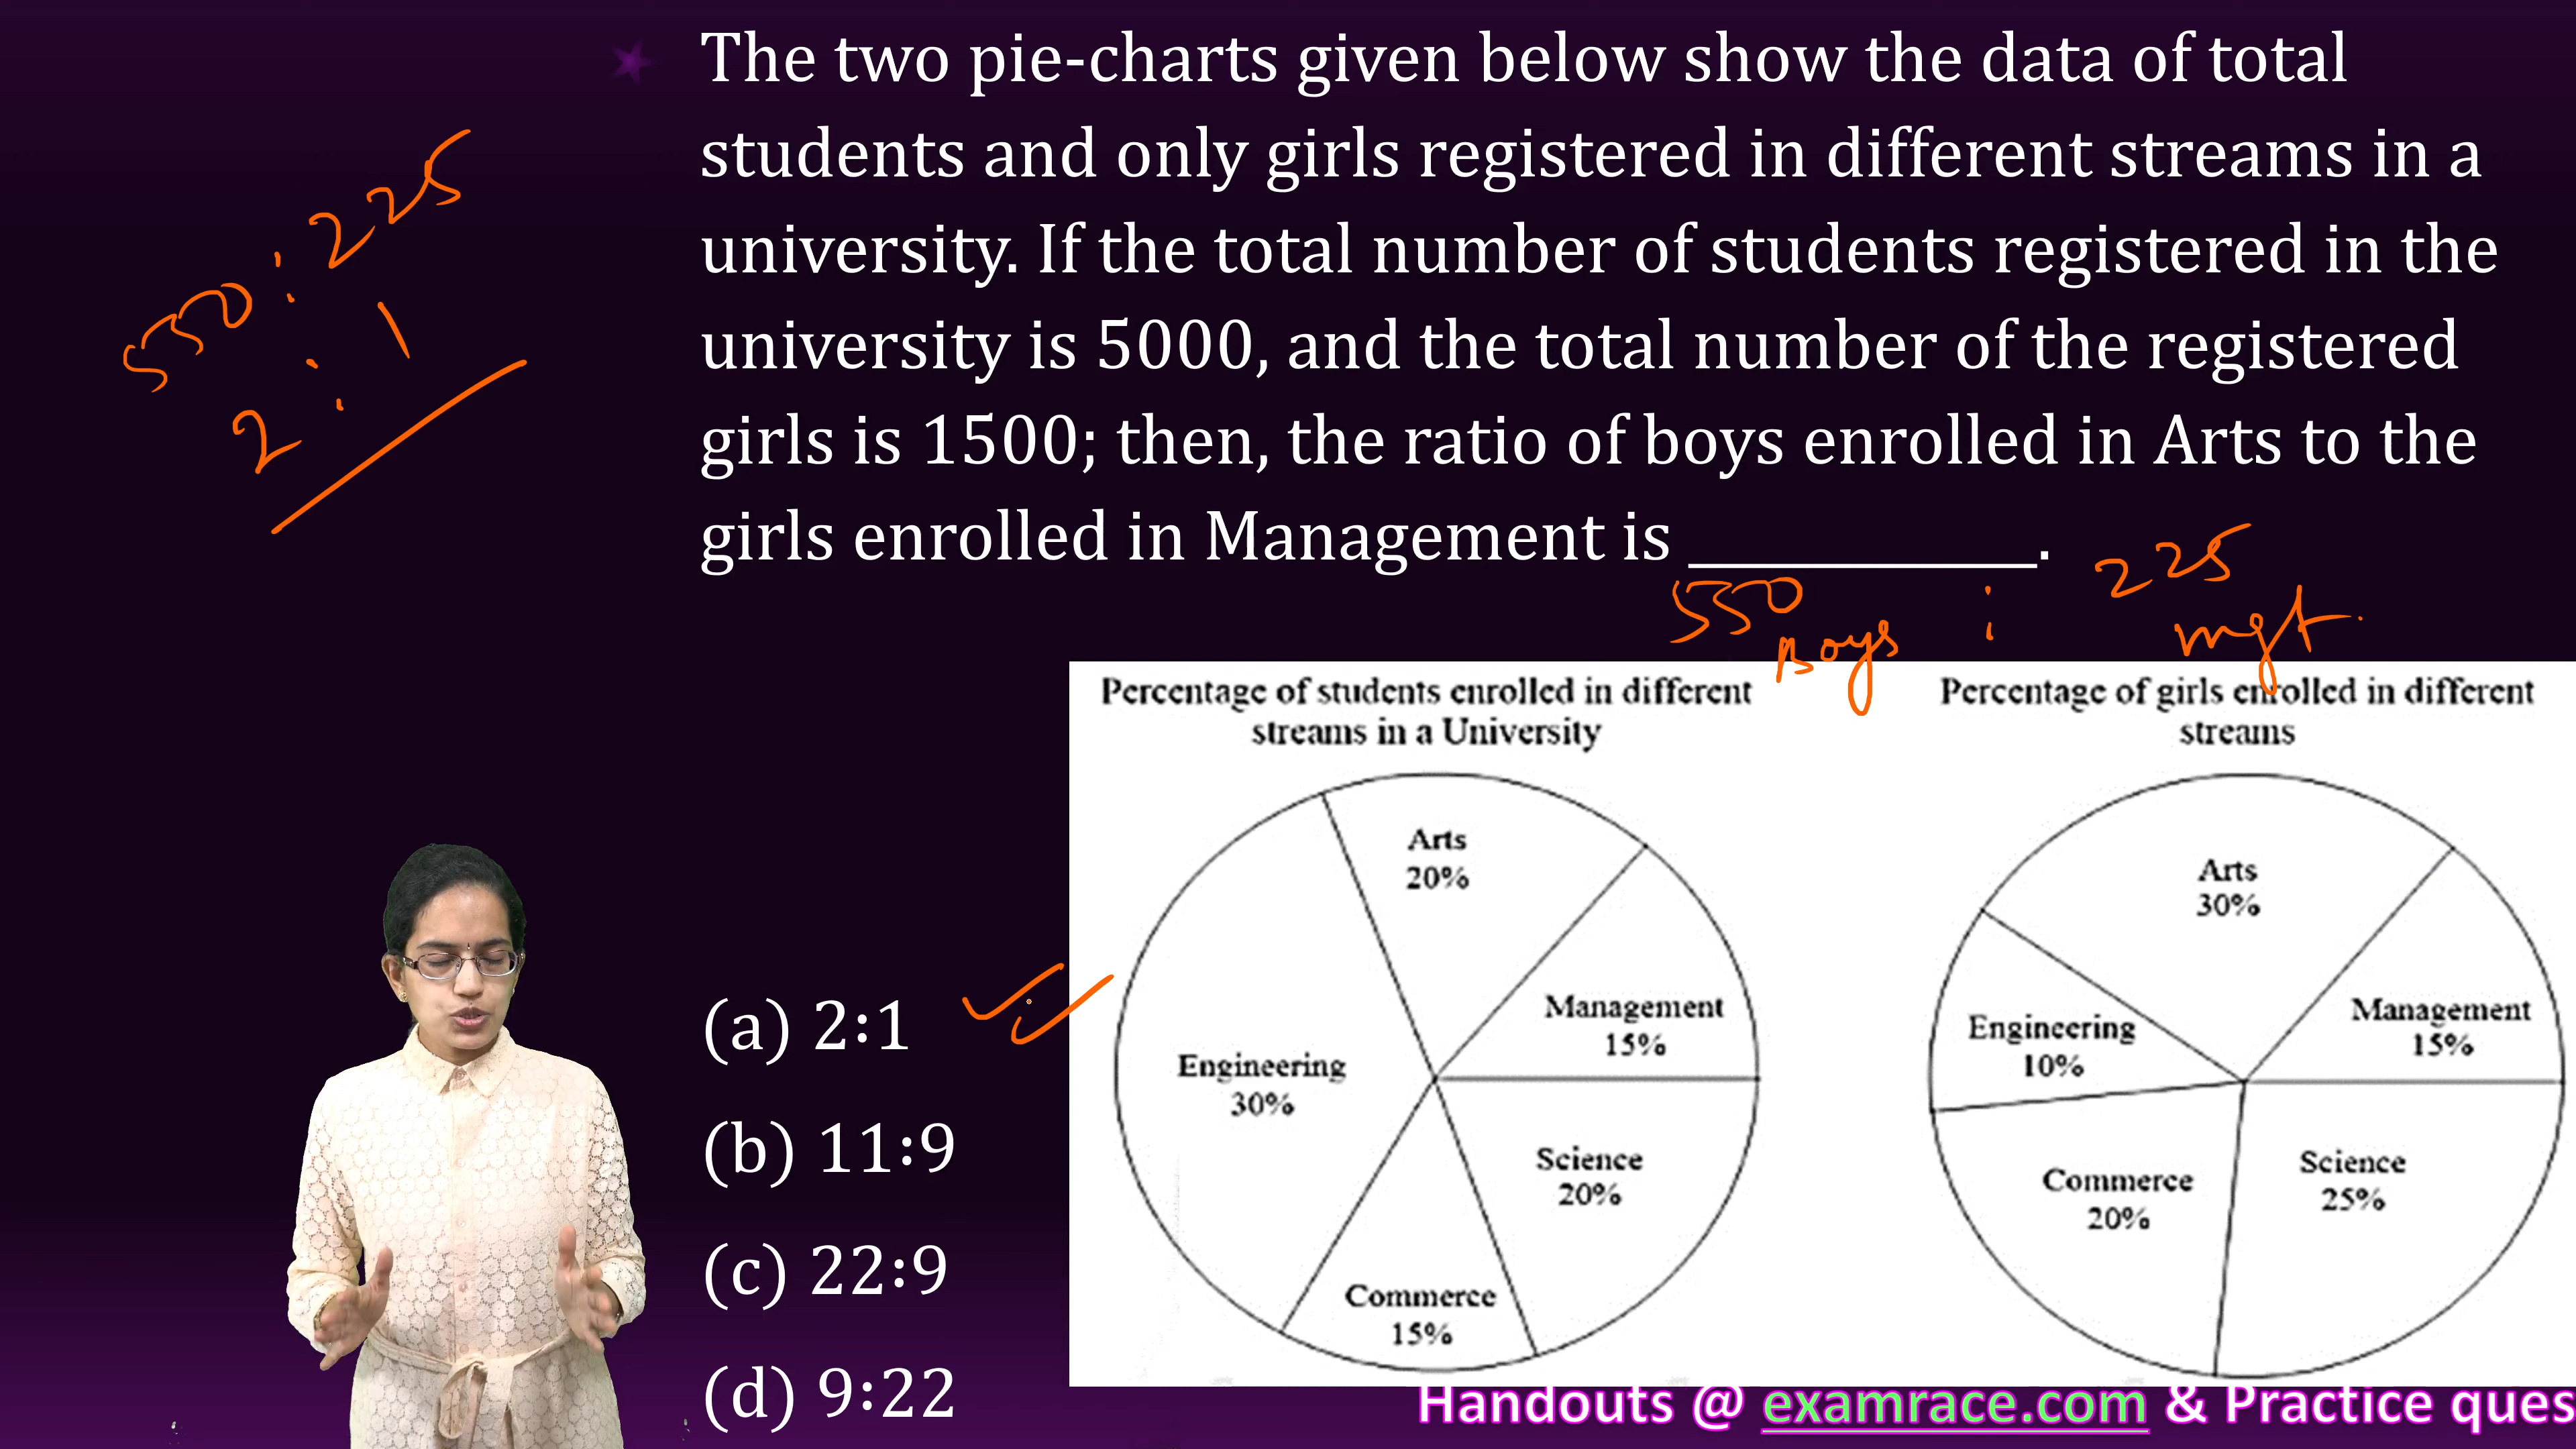 The two pie-charts given below show the data of total
students and only girls registered in different streams in a
university. If the total number of students registered in the
university is 5000, and the total number of the registered
girls is 1500; then, the ratio of boys enrolled in Arts to the
girls enrolled in Management is __________.
550 : 225
2 : 1
550 : 225
Boys mgt.
Percentage of students enrolled in different
streams in a University
Arts
20%
Management
15%
Engineering
30%
Science
20%
Commerce
15%
Percentage of girls enrolled in different
streams
Arts
30%
Management
15%
Engineering
10%
Commerce
20%
Science
25%
(a) 2:1
(b) 11:9
(c) 22:9
(d) 9:22
Handouts @ examrace.com & Practice ques